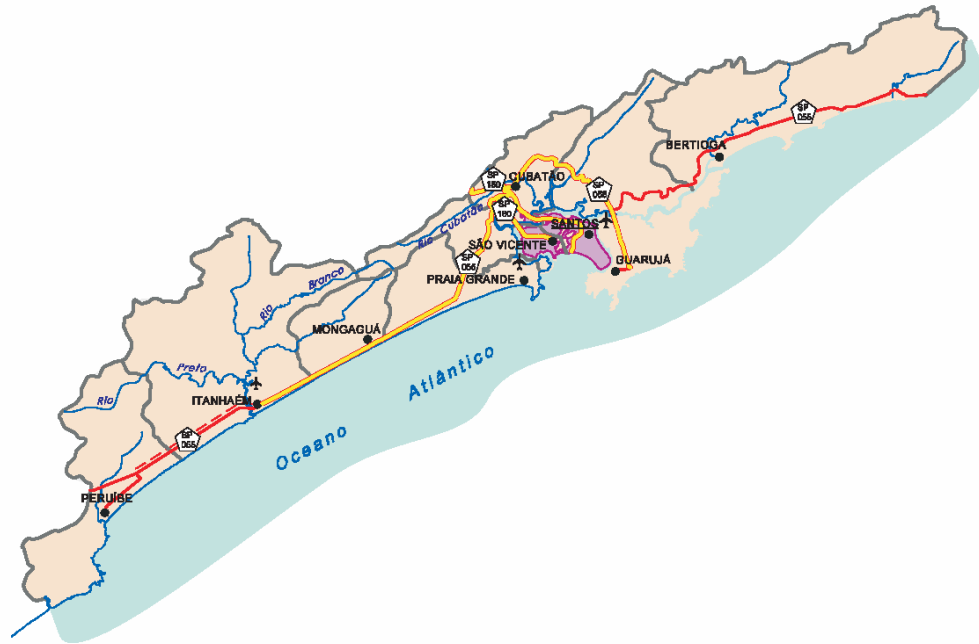 SP
055
BERTIOGA
SP
150
CUBATÃO
SP
055
SP
160
Rio Cubatão
SANTOS
SÃO VICENTE
SP
055
GUARUJÁ
PRAIA GRANDE
Rio Branco
MONGAGUÁ
Rio Preto
ITANHAÉM
Oceano Atlântico
SP
055
PERUÍBE